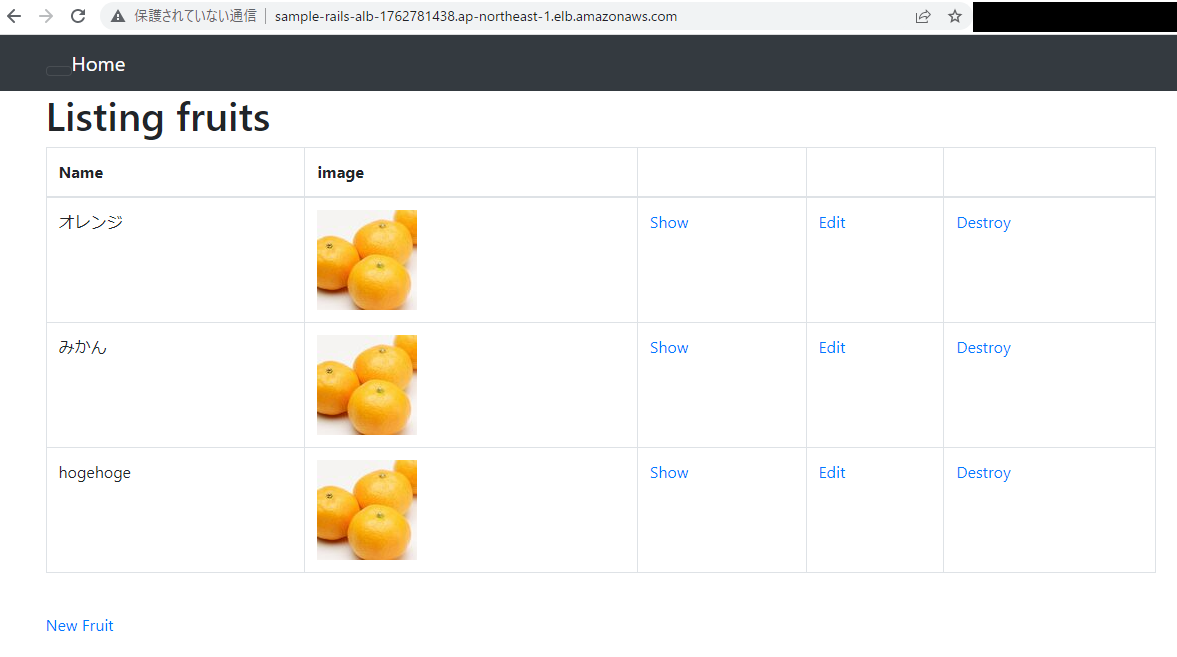 保護されていない通信 sample-rails-alb-1762781438.ap-northeast-1.elb.amazonaws.com
Home
Listing fruits
Name image
オレンジ Show Edit Destroy
みかん Show Edit Destroy
hogehoge Show Edit Destroy
New Fruit